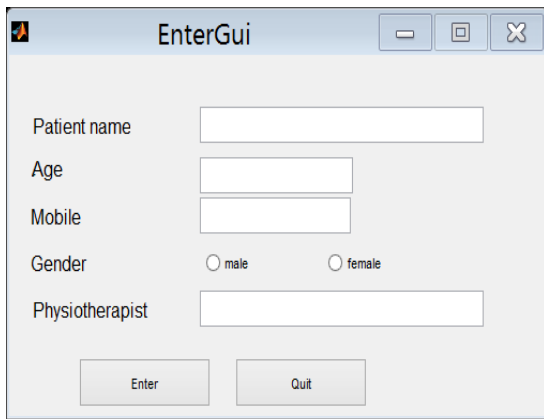 EnterGui
Patient name
Age
Mobile
Gender male female
Physiotherapist
Enter Quit